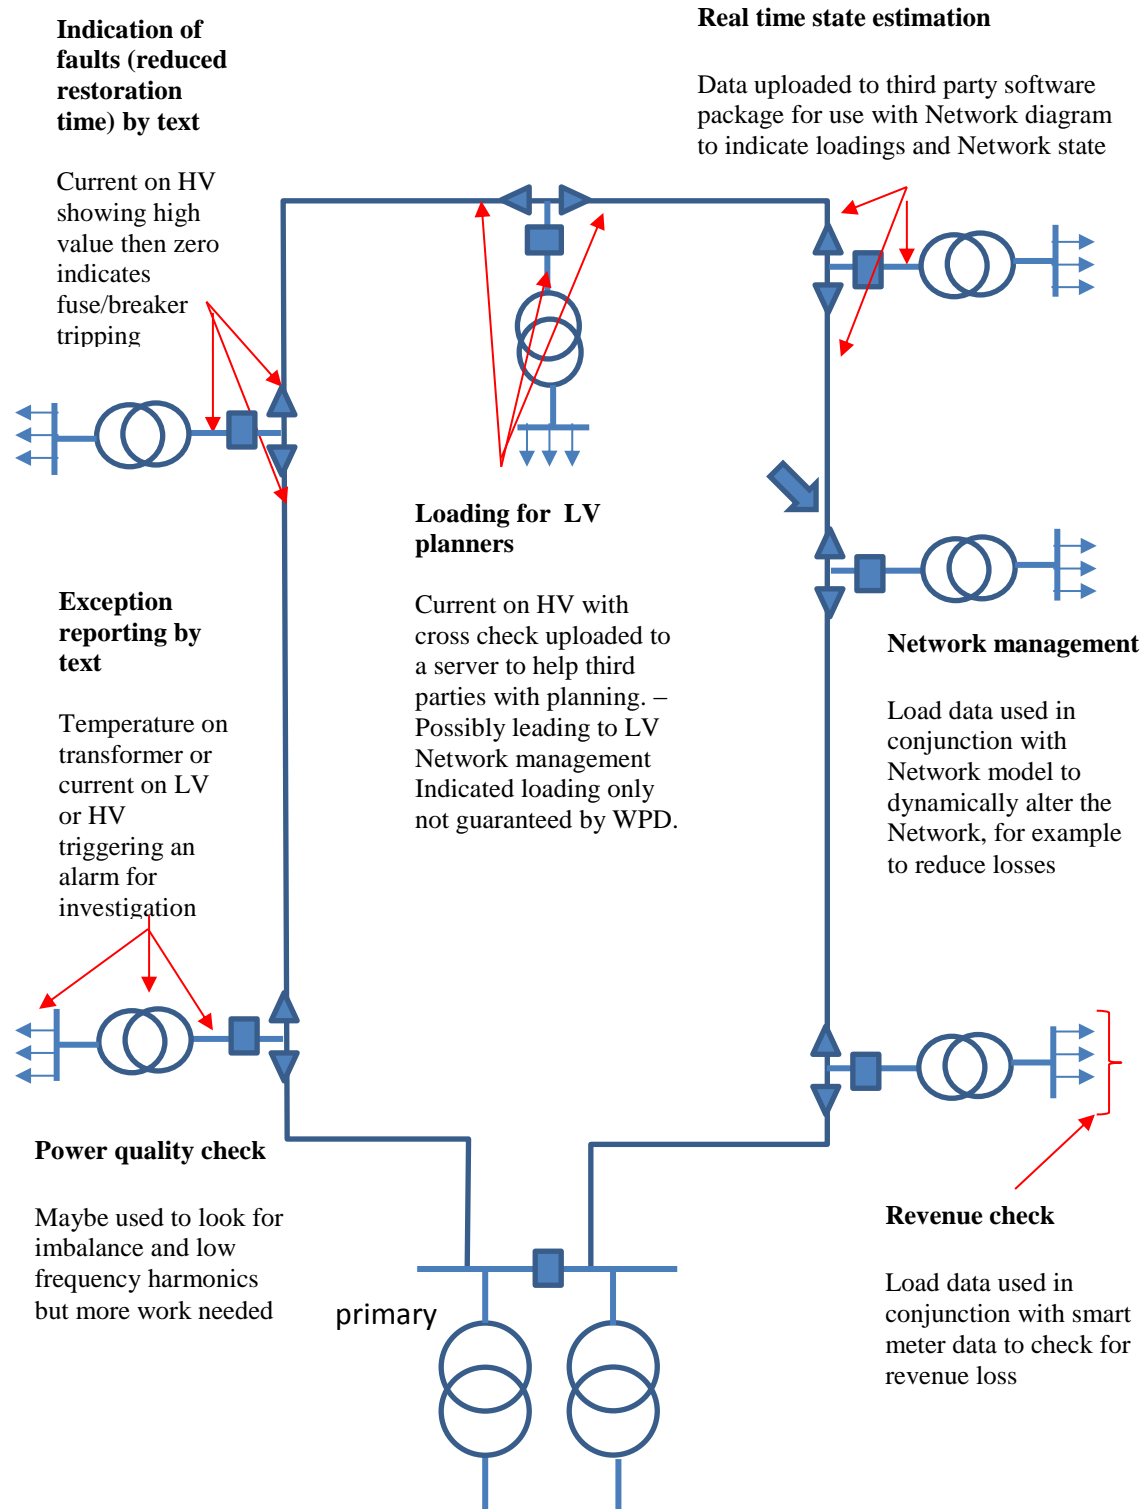 Indication of
faults (reduced
restoration
time) by text
Current on HV
showing high
value then zero
indicates
fuse/breaker
tripping
Real time state estimation
Data uploaded to third party software
package for use with Network diagram
to indicate loadings and Network state
Loading for  LV
planners
Current on HV with
cross check uploaded to
a server to help third
parties with planning. –
Possibly leading to LV
Network management
Indicated loading only
not guaranteed by WPD.
Exception
reporting by
text
Temperature on
transformer or
current on LV
or HV
triggering an
alarm for
investigation
Network management
Load data used in
conjunction with
Network model to
dynamically alter the
Network, for example
to reduce losses
Power quality check
Maybe used to look for
imbalance and low
frequency harmonics
but more work needed
primary
Revenue check
Load data used in
conjunction with smart
meter data to check for
revenue loss